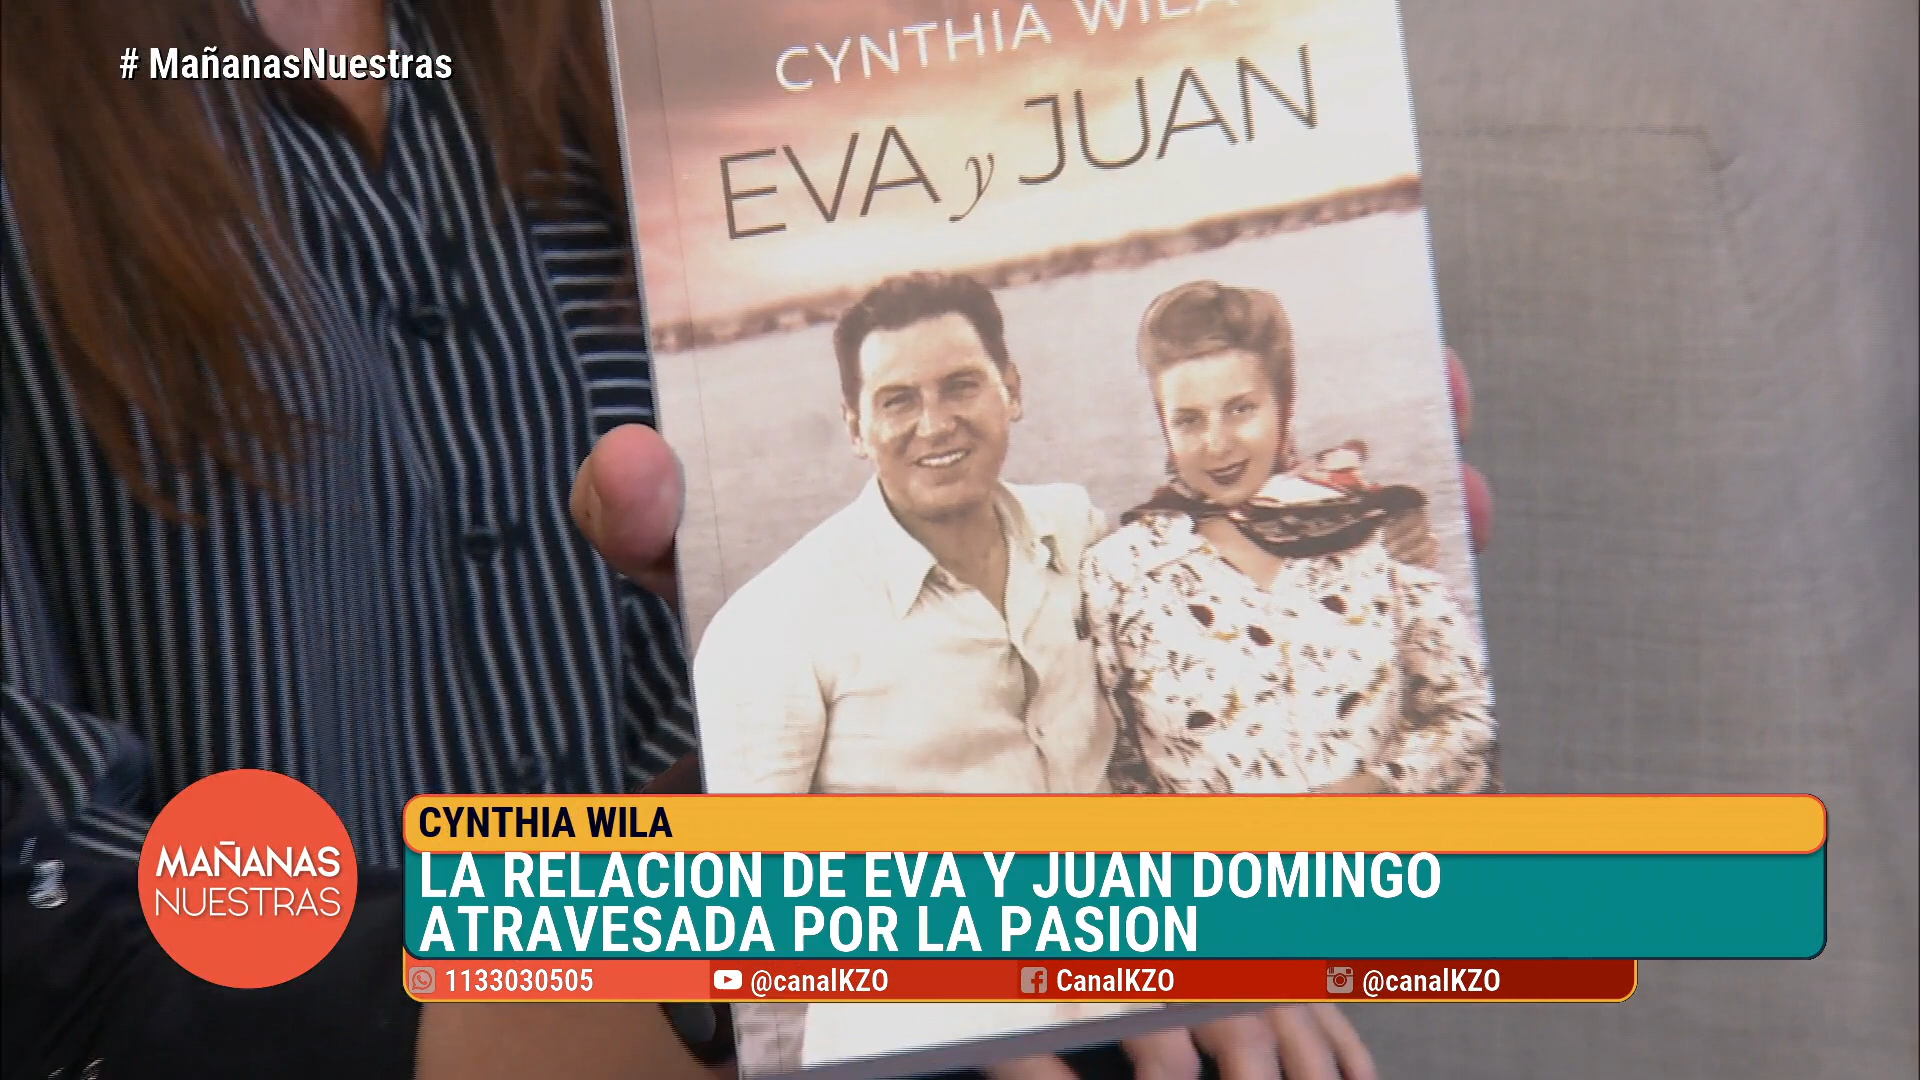 # MañanasNuestras
CYNTHIA WILA
EVA y JUAN
CYNTHIA WILA
LA RELACION DE EVA Y JUAN DOMINGO
ATRAVESADA POR LA PASION
MAÑANAS
NUESTRAS
1133030505 @canalKZO CanalKZO @canalKZO